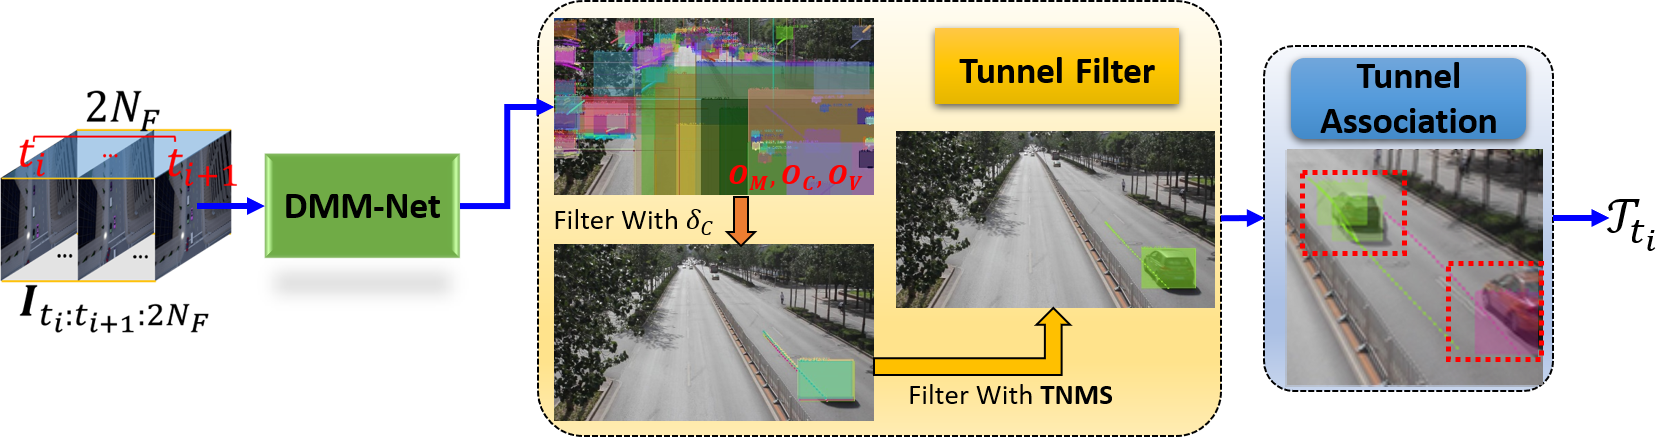 2N_F
t_i
...
t_{i+1}
... ...
I_{t_i:t_{i+1}:2N_F}
DMM-Net
O_M, O_C, O_V
Filter With δ_C
Tunnel Filter
Filter With TNMS
Tunnel
Association
𝒯_{t_i}